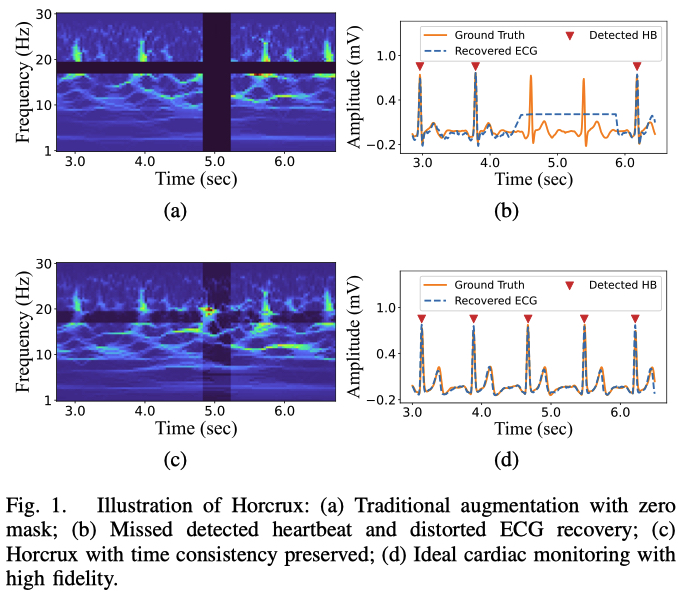 30
20
10
1
Frequency (Hz)
3.0 4.0 5.0 6.0
Time (sec)
(a)
Ground Truth
Recovered ECG
Detected HB
1.0
0.4
−0.2
Amplitude (mV)
3.0 4.0 5.0 6.0
Time (sec)
(b)
30
20
10
1
Frequency (Hz)
3.0 4.0 5.0 6.0
Time (sec)
(c)
Ground Truth
Recovered ECG
Detected HB
1.0
0.4
−0.2
Amplitude (mV)
3.0 4.0 5.0 6.0
Time (sec)
(d)
Fig. 1. Illustration of Horcrux: (a) Traditional augmentation with zero
mask; (b) Missed detected heartbeat and distorted ECG recovery; (c)
Horcrux with time consistency preserved; (d) Ideal cardiac monitoring with
high fidelity.